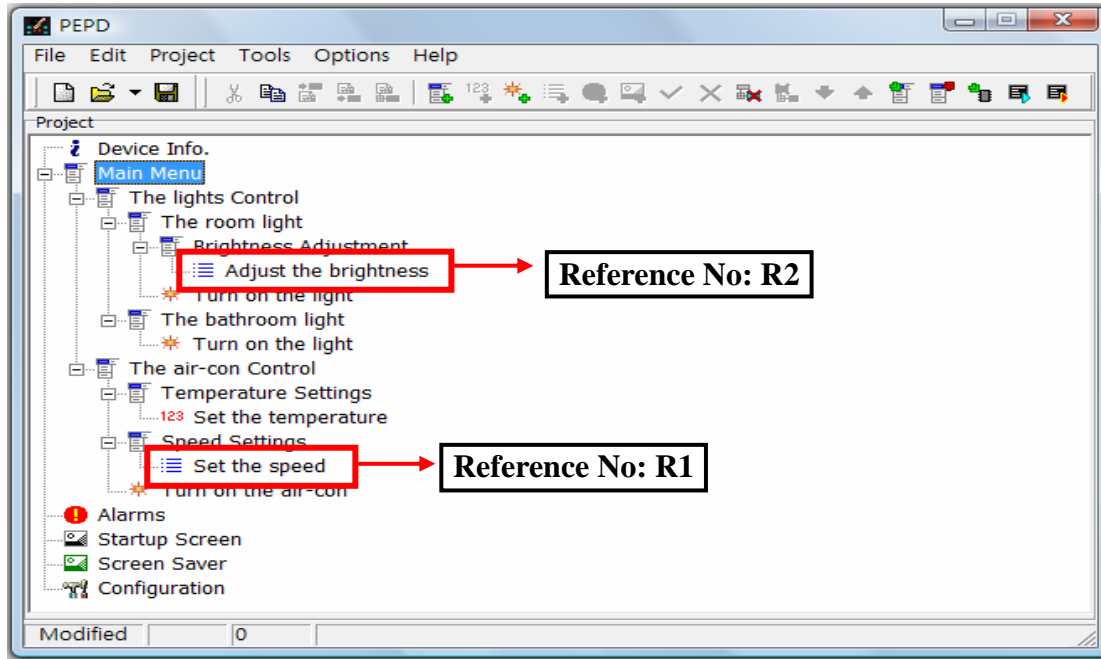 PEPD
File Edit Project Tools Options Help
Project
Device Info.
Main Menu
The lights Control
The room light
Brightness Adjustment
Adjust the brightness
Reference No: R2
Turn on the light
The bathroom light
Turn on the light
The air-con Control
Temperature Settings
123 Set the temperature
Speed Settings
Set the speed
Reference No: R1
Turn on the air-con
Alarms
Startup Screen
Screen Saver
Configuration
Modified 0